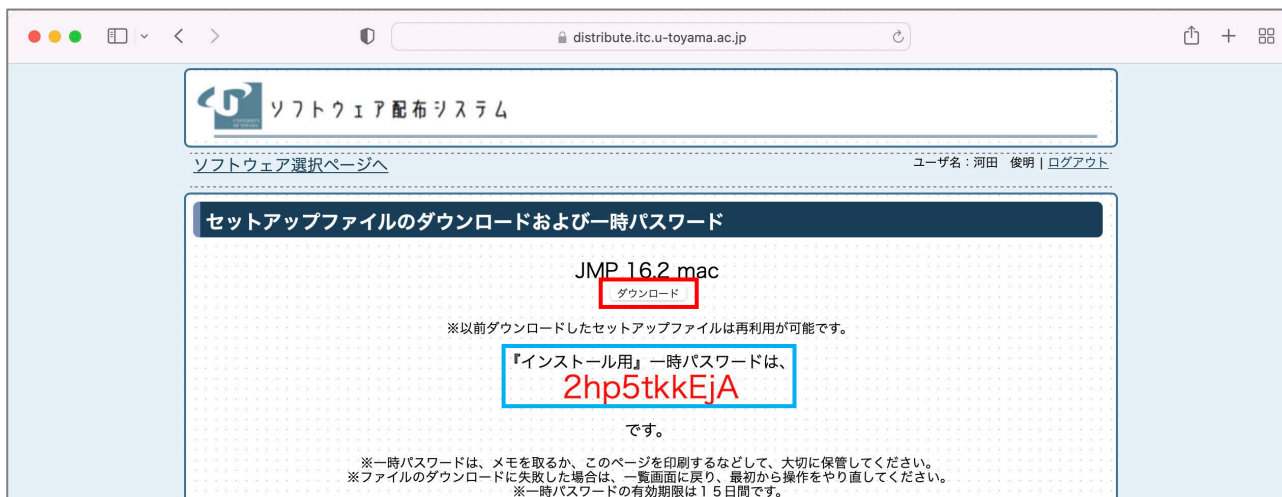 distribute.itc.u-toyama.ac.jp
ソフトウェア配布システム
ソフトウェア選択ページへ
ユーザ名：河田　俊明 | ログアウト
セットアップファイルのダウンロードおよび一時パスワード
JMP 16.2 mac
ダウンロード
※以前ダウンロードしたセットアップファイルは再利用が可能です。
『インストール用』一時パスワードは、
2hp5tkkEjA
です。
※一時パスワードは、メモを取るか、このページを印刷するなどして、大切に保管してください。
※ファイルのダウンロードに失敗した場合は、一覧画面に戻り、最初から操作をやり直してください。
※一時パスワードの有効期限は１５日間です。